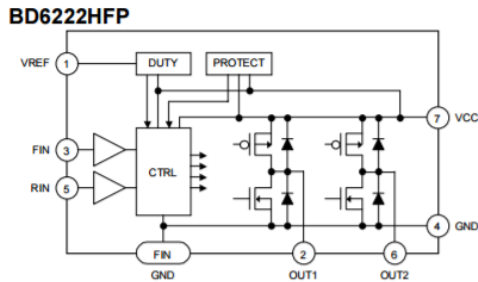 BD6222HFP
VREF 1 DUTY PROTECT
7 VCC
FIN 3
CTRL
RIN 5
4 GND
FIN 2 6
GND OUT1 OUT2